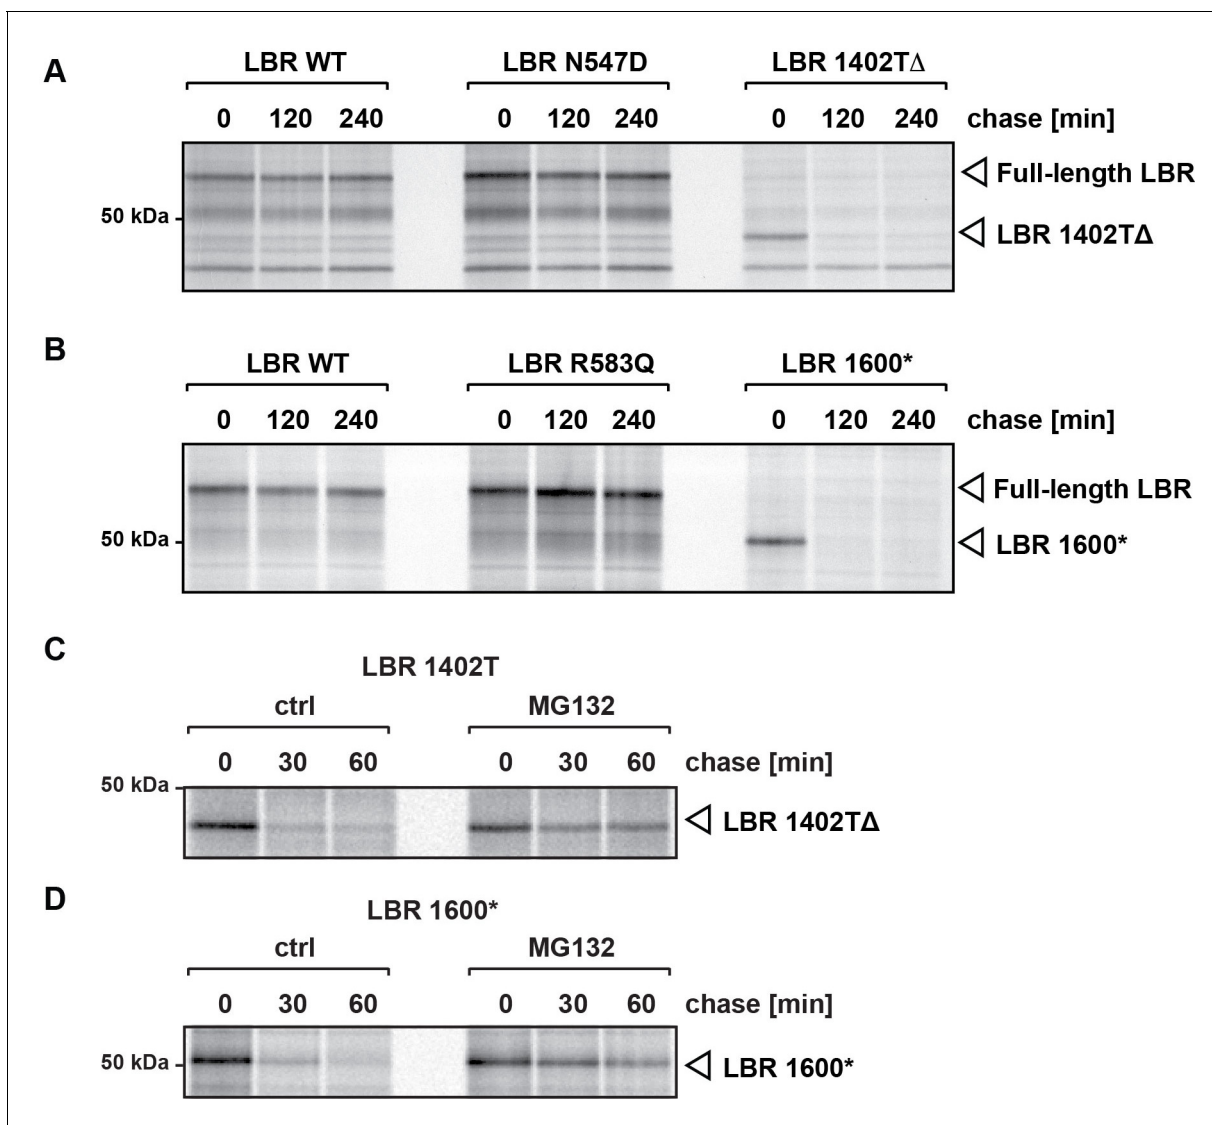 A
LBR WT LBR N547D LBR 1402TΔ
0 120 240 0 120 240 0 120 240 chase [min]
Full-length LBR
50 kDa
LBR 1402TΔ
B
LBR WT LBR R583Q LBR 1600*
0 120 240 0 120 240 0 120 240 chase [min]
Full-length LBR
50 kDa LBR 1600*
C
LBR 1402T
ctrl MG132
0 30 60 0 30 60 chase [min]
50 kDa
LBR 1402TΔ
D
LBR 1600*
ctrl MG132
0 30 60 0 30 60 chase [min]
50 kDa LBR 1600*